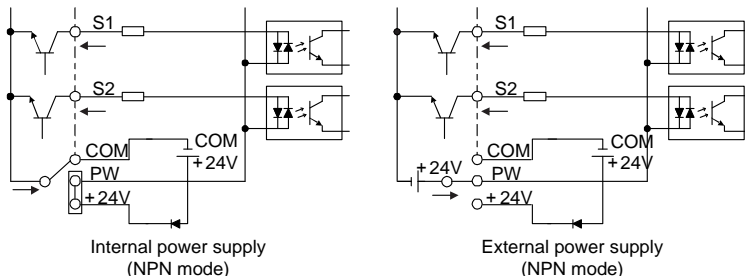 S1
S2
COM
COM
+24V
PW
+24V
Internal power supply
(NPN mode)
S1
S2
COM
COM
+24V
+24V
PW
+24V
External power supply
(NPN mode)